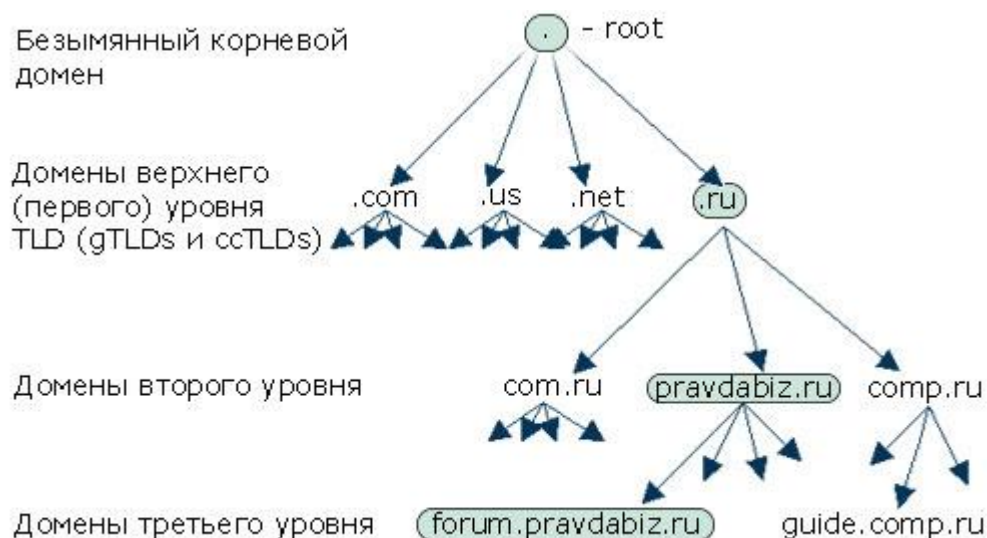 Безымянный корневой
домен
. - root
Домены верхнего
(первого) уровня
TLD (gTLDs и ccTLDs)
.com .us .net .ru
Домены второго уровня
com.ru pravdabiz.ru comp.ru
Домены третьего уровня
forum.pravdabiz.ru guide.comp.ru